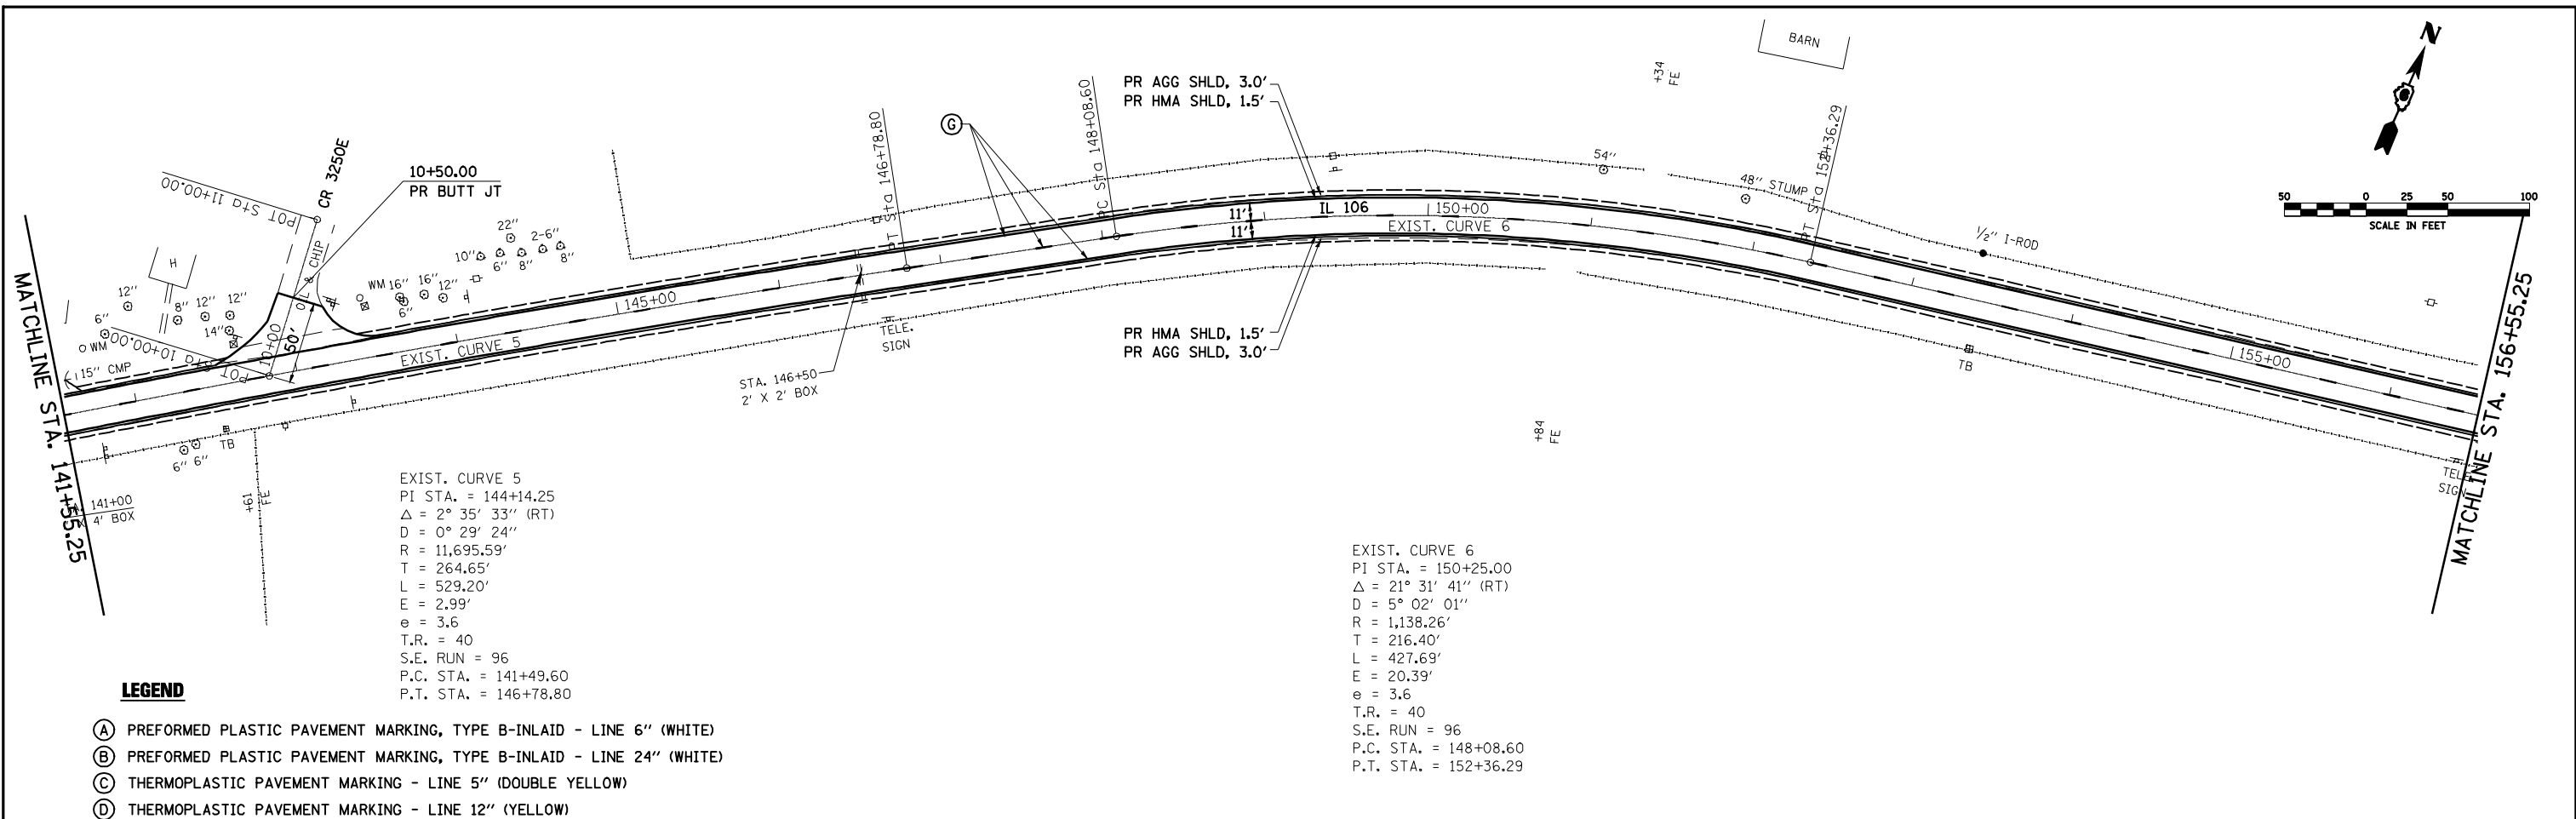 BARN
N
+34
FE
PR AGG SHLD, 3.0'
PR HMA SHLD, 1.5'
G
PT Sta 146+78.80
PC Sta 148+08.60
PT Sta 152+36.29
54"
48" STUMP
1/2" I-ROD
50 0 25 50 100
SCALE IN FEET
POT Sta 11+00.00
CR 3250E
10+50.00
PR BUTT JT
OIL & CHIP
H
22"
10" 6" 8" 2-6" 8"
WM 16" 16" 12"
6"
12"
8" 12" 12"
6"
14"
WM
POT Sta 10+00.00
10+00
50'
15" CMP
145+00
EXIST. CURVE 5
11'
11'
IL 106
150+00
EXIST. CURVE 6
155+00
PR HMA SHLD, 1.5'
PR AGG SHLD, 3.0'
TELE.
SIGN
STA. 146+50
2' X 2' BOX
TB
TB
6" 6"
+61
FE
+84
FE
TELE.
SIGN
MATCHLINE STA. 141+55.25
MATCHLINE STA. 156+55.25
141+00
4' BOX
EXIST. CURVE 5
PI STA. = 144+14.25
Δ = 2° 35' 33" (RT)
D = 0° 29' 24"
R = 11,695.59'
T = 264.65'
L = 529.20'
E = 2.99'
e = 3.6
T.R. = 40
S.E. RUN = 96
P.C. STA. = 141+49.60
P.T. STA. = 146+78.80
EXIST. CURVE 6
PI STA. = 150+25.00
Δ = 21° 31' 41" (RT)
D = 5° 02' 01"
R = 1,138.26'
T = 216.40'
L = 427.69'
E = 20.39'
e = 3.6
T.R. = 40
S.E. RUN = 96
P.C. STA. = 148+08.60
P.T. STA. = 152+36.29
LEGEND
A PREFORMED PLASTIC PAVEMENT MARKING, TYPE B-INLAID - LINE 6" (WHITE)
B PREFORMED PLASTIC PAVEMENT MARKING, TYPE B-INLAID - LINE 24" (WHITE)
C THERMOPLASTIC PAVEMENT MARKING - LINE 5" (DOUBLE YELLOW)
D THERMOPLASTIC PAVEMENT MARKING - LINE 12" (YELLOW)